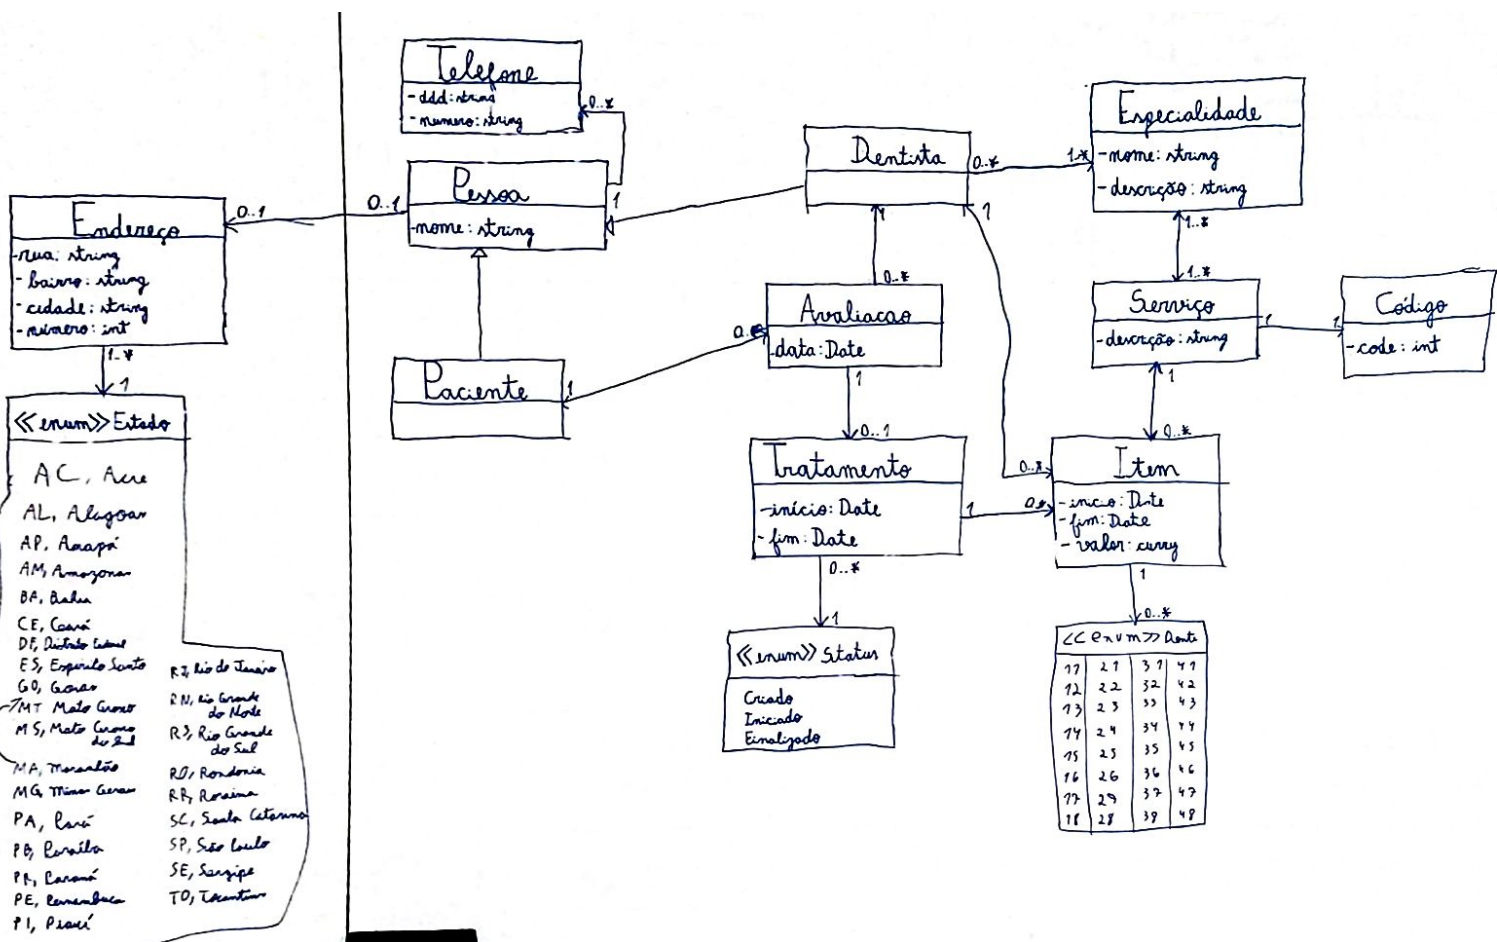 Telefone
- ddd: string
- numero: string
0..*
Pessoa
- nome: string
1
0..1
0..1
Endereço
- rua: string
- bairro: string
- cidade: string
- número: int
1..*
1
<<enum>> Estado
AC, Acre
AL, Alagoas
AP, Amapá
AM, Amazonas
BA, Bahia
CE, Ceará
DF, Distrito Federal
ES, Espírito Santo
GO, Goias
MT Mato Grosso
MS, Mato Grosso
do Sul
MA, Maranhão
MG, Minas Gerais
PA, Pará
PB, Paraíba
PR, Paraná
PE, Pernambuco
PI, Piauí
RJ, Rio de Janeiro
RN, Rio Grande
do Norte
RS, Rio Grande
do Sul
RO, Rondonia
RR, Roraima
SC, Santa Catarina
SP, São Paulo
SE, Sergipe
TO, Tocantins
Paciente
1
Dentista
0..*
1..*
1
1
Especialidade
- nome: string
- descrição: string
1..*
1..*
Serviço
- descrição: string
1
1
Código
- code: int
1
0..*
0..*
Avaliacao
- data: Date
1
0..1
Tratamento
- início: Date
- fim: Date
1
0..*
1
<<enum>> Status
Criado
Iniciado
Finalizado
0..*
Item
- inicio: Date
- fim: Date
- valor: curry
1
0..*
<<enum>> Dente
11 21 31 41
12 22 32 42
13 23 33 43
14 24 34 44
15 25 35 45
16 26 36 46
17 27 37 47
18 28 38 48